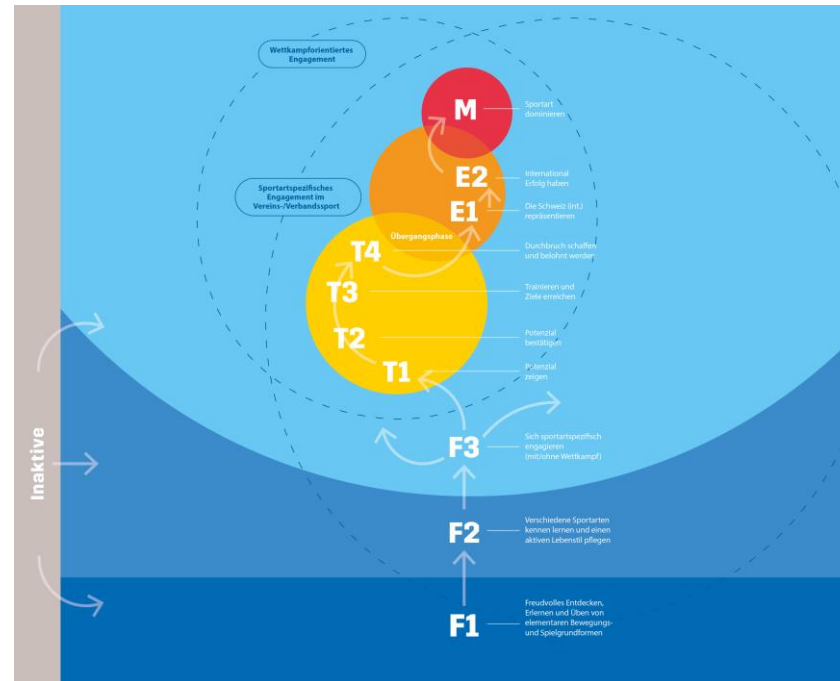 Wettkampforientiertes
Engagement
M
Sportart
dominieren
E2
International
Erfolg haben
Sportartspezifisches
Engagement im
Vereins-/Verbandssport
E1
Die Schweiz (int.)
repräsentieren
Übergangsphase
T4
Durchbruch schaffen
und belohnt werden
T3
Trainieren und
Ziele erreichen
T2
Potenzial
bestätigen
T1
Potenzial
zeigen
Inaktive
F3
Sich sportartspezifisch
engagieren
(mit/ohne Wettkampf)
F2
Verschiedene Sportarten
kennen lernen und einen
aktiven Lebenstil pflegen
F1
Freudvolles Entdecken,
Erlernen und Üben von
elementaren Bewegungs-
und Spielgrundformen